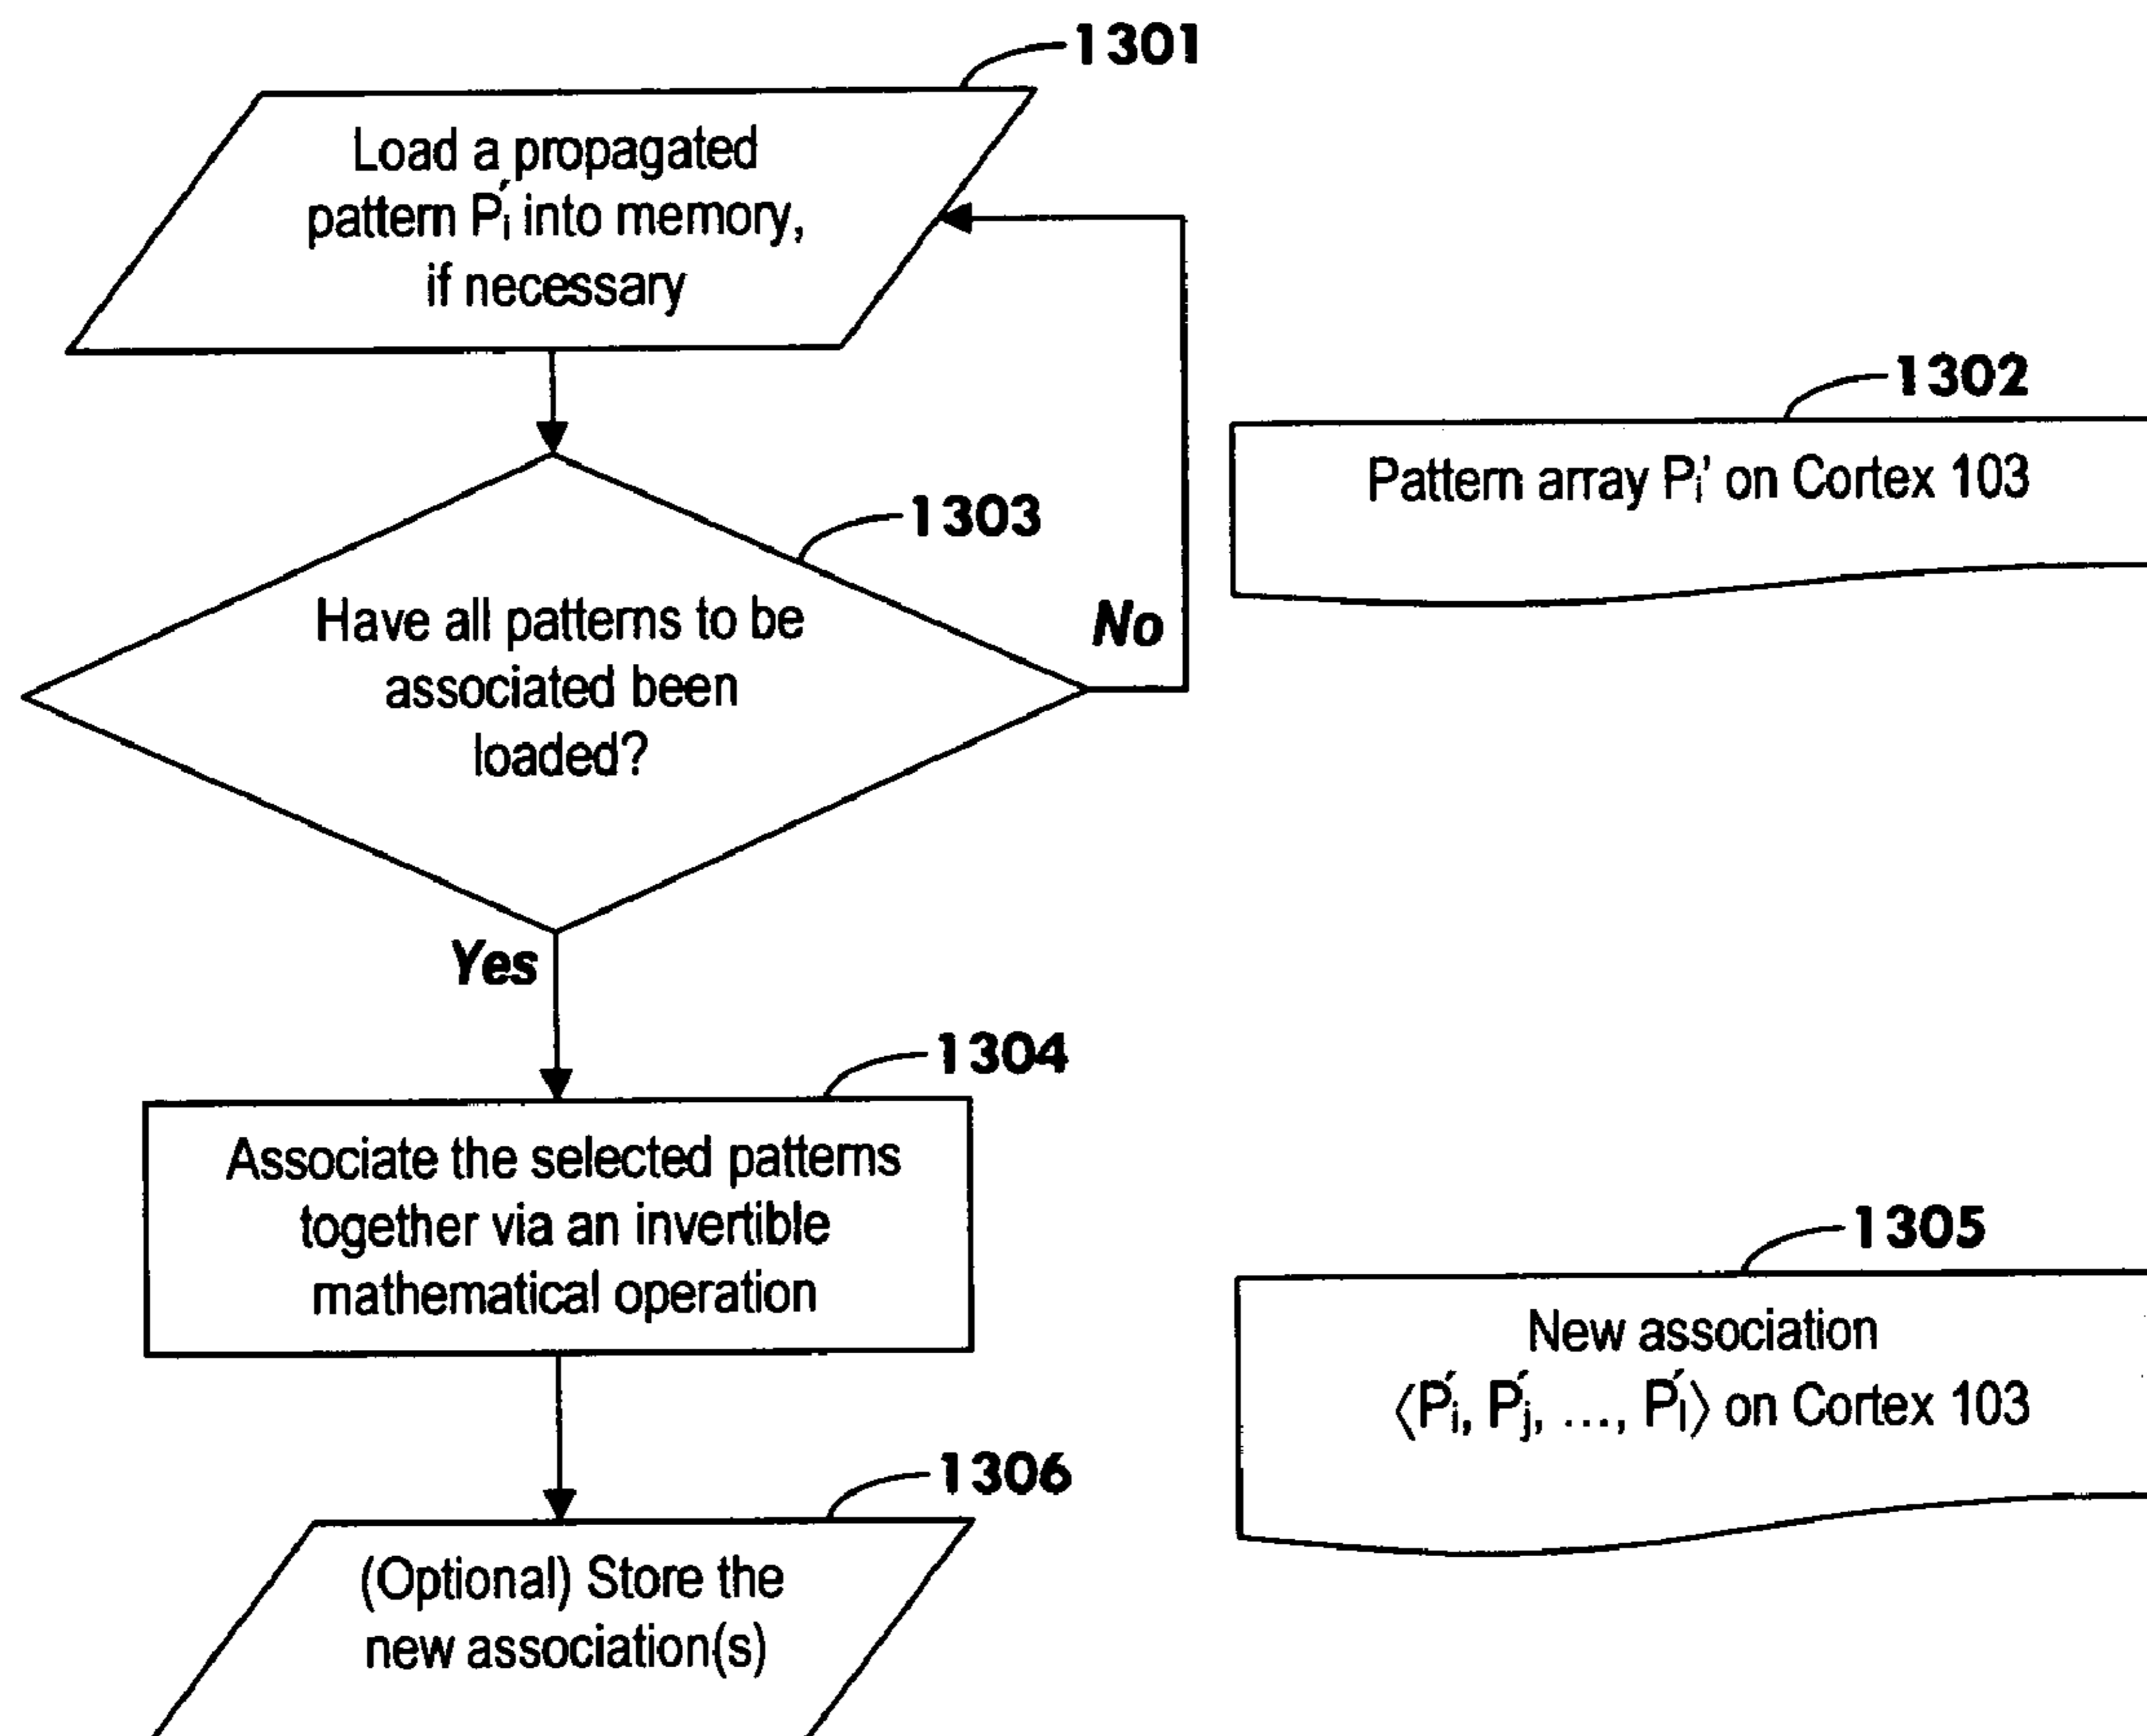 1301
Load a propagated
pattern P′i into memory,
if necessary
1302
Pattern array Pi' on Cortex 103
1303
Have all patterns to be
associated been
loaded?
No
Yes
1304
Associate the selected patterns
together via an invertible
mathematical operation
1305
New association
⟨P′i, P′j, ..., P′l⟩ on Cortex 103
1306
(Optional) Store the
new association(s)